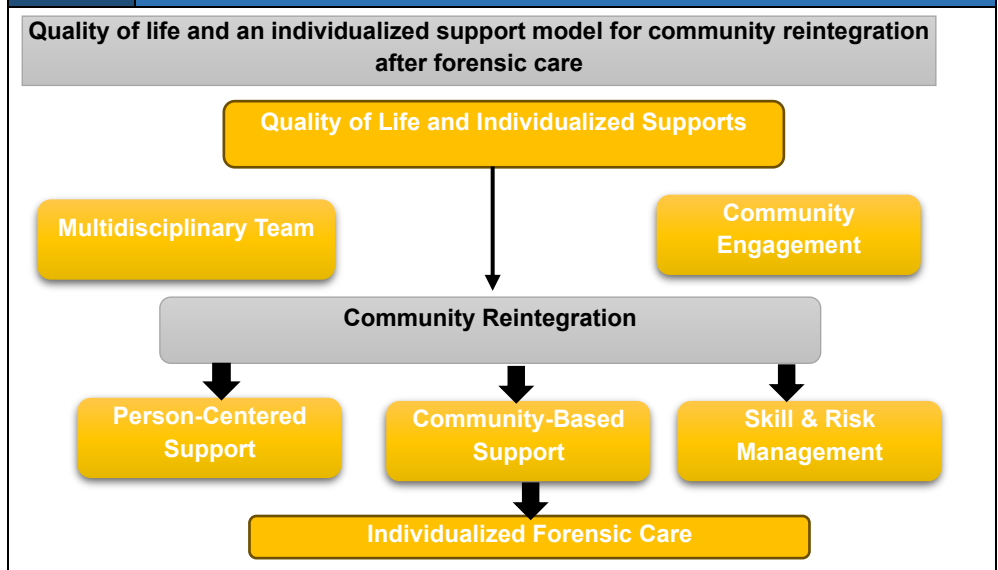 Quality of life and an individualized support model for community reintegration
after forensic care
Quality of Life and Individualized Supports
Multidisciplinary Team
Community
Engagement
Community Reintegration
Person-Centered
Support
Community-Based
Support
Skill & Risk
Management
Individualized Forensic Care